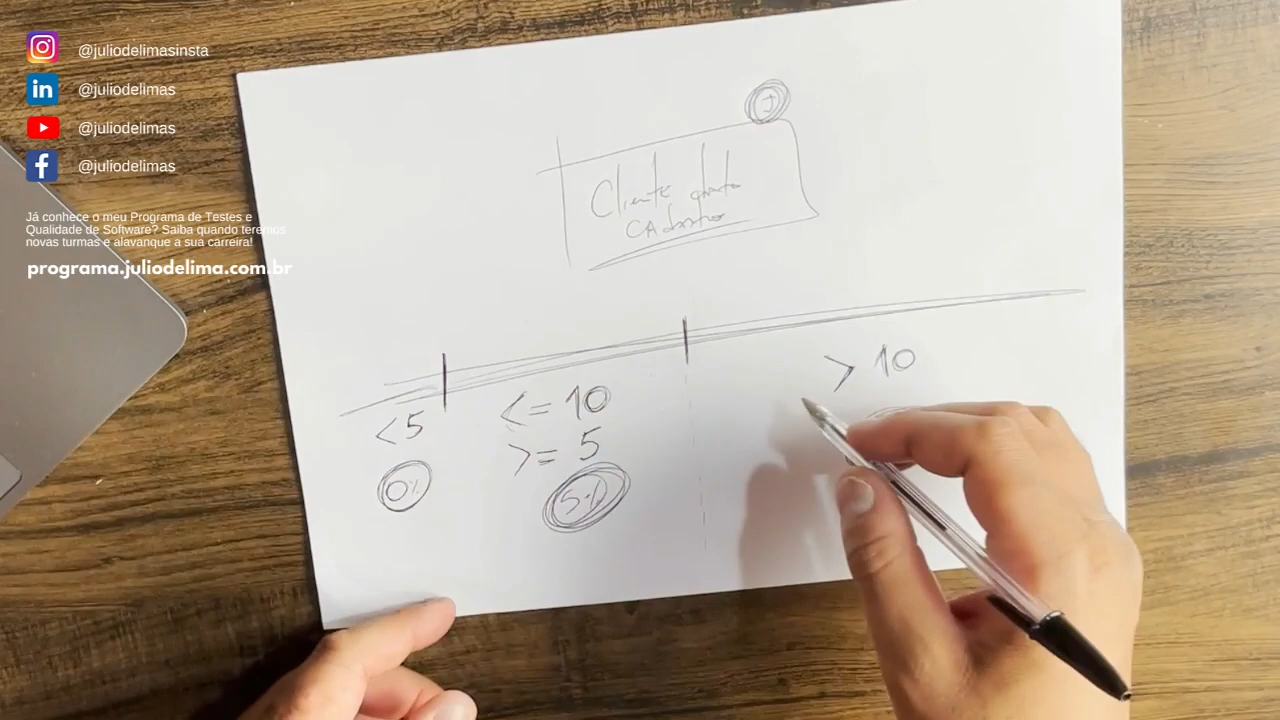 @juliodelimasinsta
@juliodelimas
@juliodelimas
@juliodelimas
Já conhece o meu Programa de Testes e
Qualidade de Software? Saiba quando teremos
novas turmas e alavanque a sua carreira!
programa.juliodelima.com.br
J
Cliente
CAdastro
<5
<= 10
> 10
>= 5
0%
5%